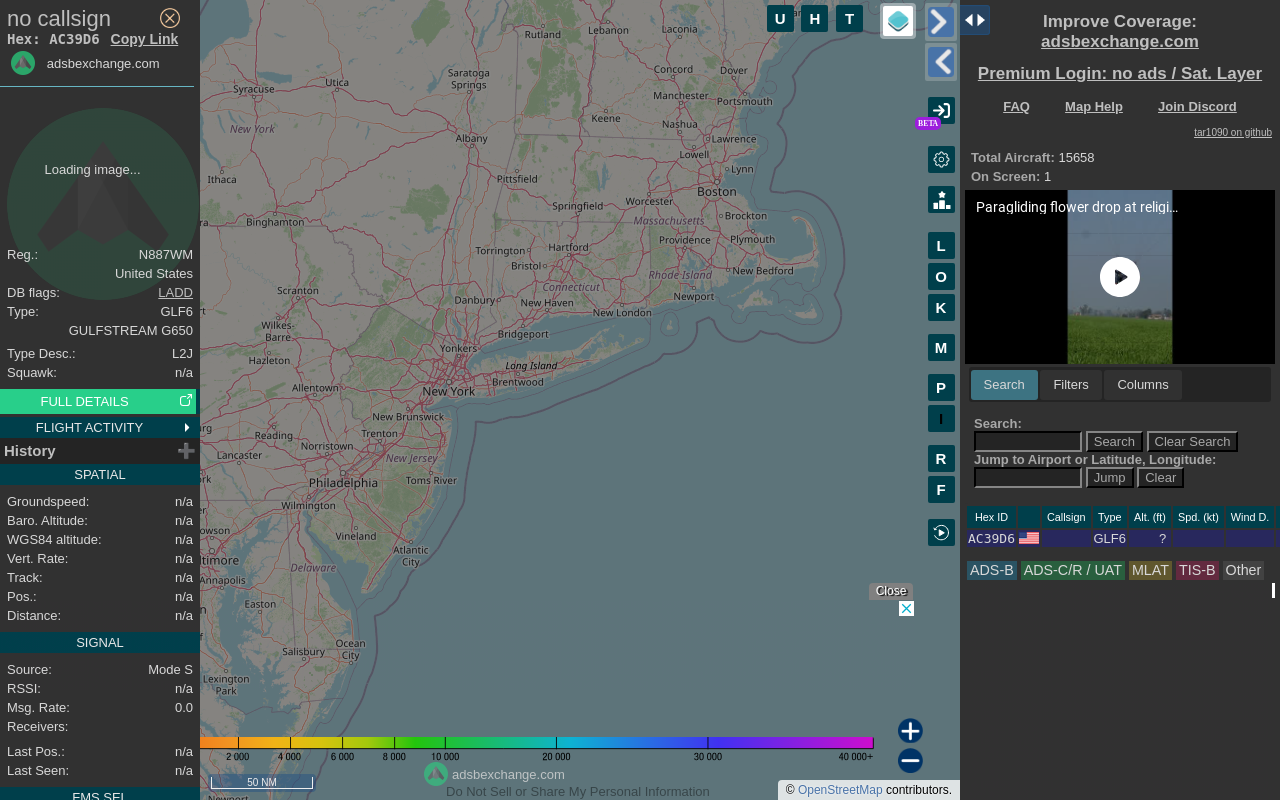 no callsign
Hex: AC39D6 Copy Link
adsbexchange.com
Loading image...
Reg.: N887WM
United States
DB flags: LADD
Type: GLF6
GULFSTREAM G650
Type Desc.: L2J
Squawk: n/a
FULL DETAILS
FLIGHT ACTIVITY
History
SPATIAL
Groundspeed: n/a
Baro. Altitude: n/a
WGS84 altitude: n/a
Vert. Rate: n/a
Track: n/a
Pos.: n/a
Distance: n/a
SIGNAL
Source: Mode S
RSSI: n/a
Msg. Rate: 0.0
Receivers:
Last Pos.: n/a
Last Seen: n/a
FMS SEL
U H T
BETA
L
O
K
M
P
I
R
F
Rutland
Lebanon
Laconia
Concord
Dover
Saratoga
Springs
Utica
Syracuse
Manchester
Portsmouth
Keene
Nashua
New York
Albany
Lawrence
Lowell
Lynn
Ithaca
Pittsfield
Boston
Worcester
Springfield
Massachusetts
Brockton
Binghamton
Providence
Plymouth
Torrington
Hartford
Bristol
New Bedford
Rhode Island
Connecticut
Scranton
Newport
Danbury
New Haven
New London
Wilkes-
Barre
Bridgeport
Yonkers
Hazleton
Long Island
Brentwood
Allentown
New York
New Brunswick
Reading
Trenton
Norristown
Lancaster
New Jersey
Philadelphia
Toms River
Wilmington
Vineland
Atlantic
City
Delaware
Annapolis
Easton
Ocean
City
Salisbury
Lexington
Park
Newport
Close
2 000 4 000 6 000 8 000 10 000 20 000 30 000 40 000+
adsbexchange.com
50 NM
Do Not Sell or Share My Personal Information
© OpenStreetMap contributors.
Improve Coverage:
adsbexchange.com
Premium Login: no ads / Sat. Layer
FAQ Map Help Join Discord
tar1090 on github
Total Aircraft: 15658
On Screen: 1
Paragliding flower drop at religi...
Search Filters Columns
Search:
Search Clear Search
Jump to Airport or Latitude, Longitude:
Jump Clear
Hex ID Callsign Type Alt. (ft) Spd. (kt) Wind D.
AC39D6 GLF6 ?
ADS-B ADS-C/R / UAT MLAT TIS-B Other